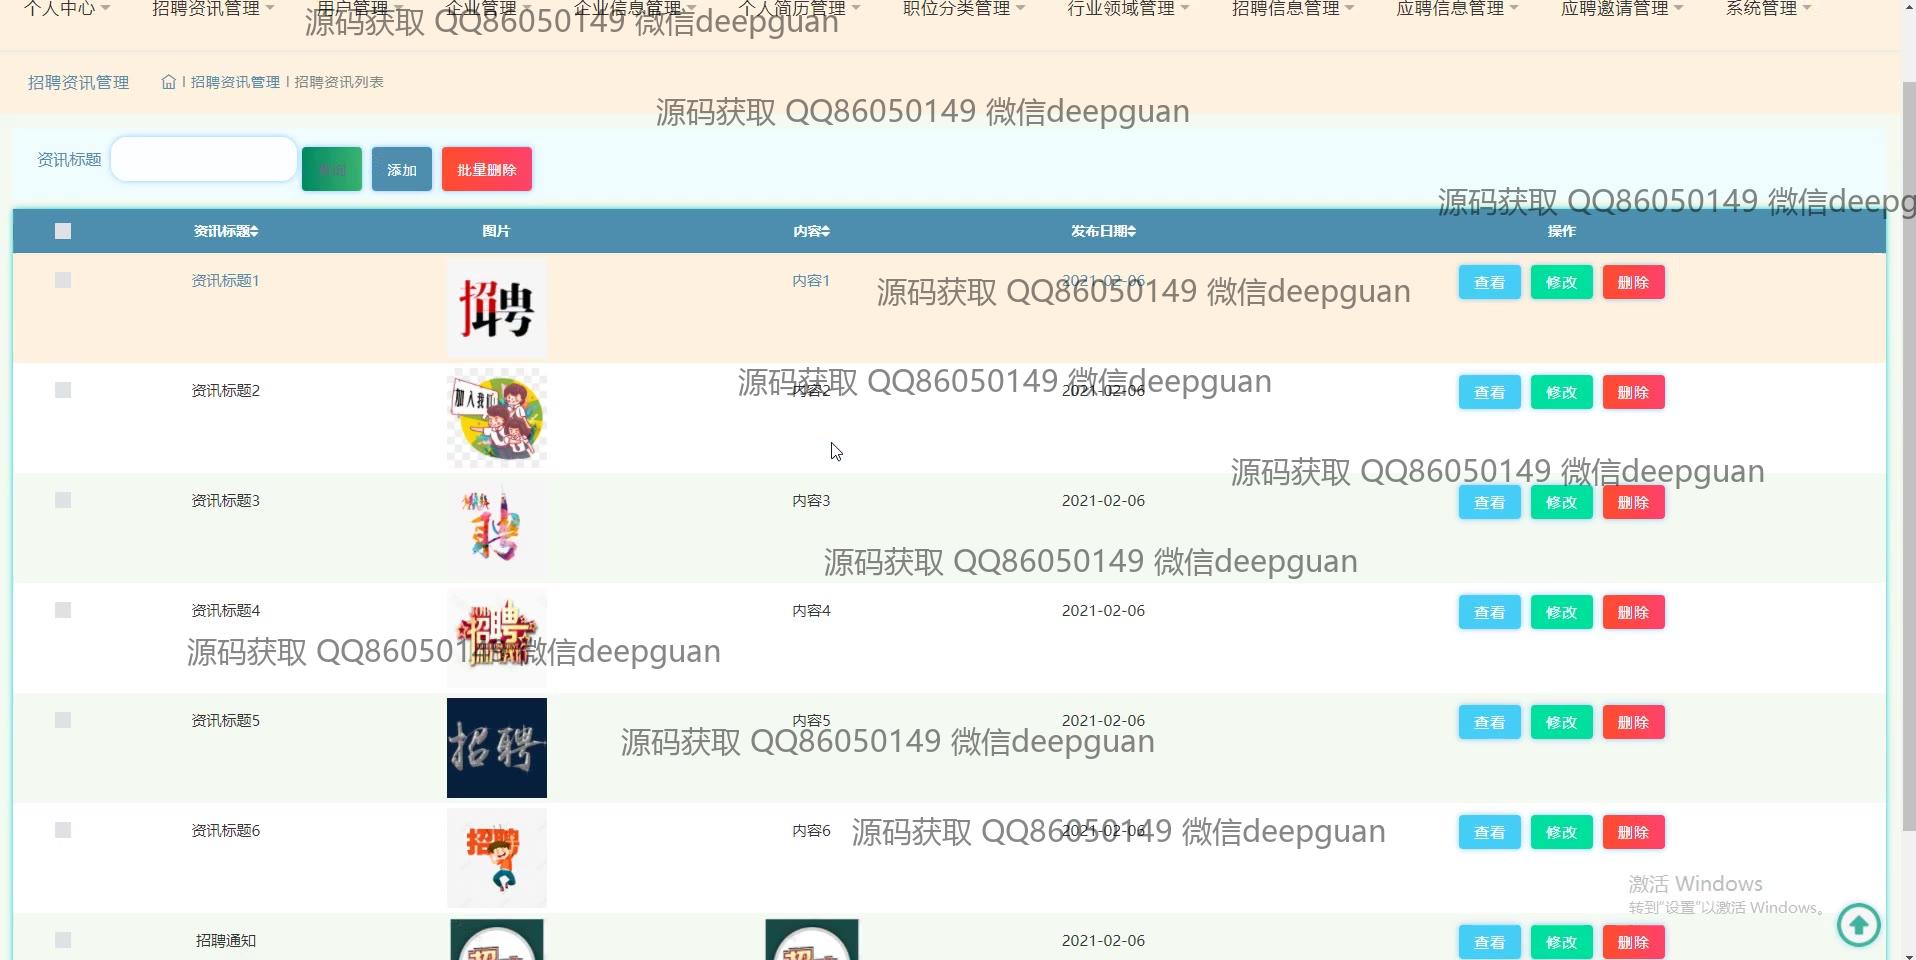 个人中心 招聘资讯管理 用户管理 企业管理 企业信息管理 个人简历管理 职位分类管理 行业领域管理 招聘信息管理 应聘信息管理 应聘邀请管理 系统管理
源码获取 QQ86050149 微信deepguan
招聘资讯管理 | 招聘资讯管理 | 招聘资讯列表
源码获取 QQ86050149 微信deepguan
资讯标题 查询 添加 批量删除
源码获取 QQ86050149 微信deepg
资讯标题 图片 内容 发布日期 操作
资讯标题1 招聘 内容1 2021-02-06 查看 修改 删除
源码获取 QQ86050149 微信deepguan
资讯标题2 加入我们 内容2 2021-02-06 查看 修改 删除
源码获取 QQ86050149 微信deepguan
源码获取 QQ86050149 微信deepguan
资讯标题3 聘 内容3 2021-02-06 查看 修改 删除
源码获取 QQ86050149 微信deepguan
资讯标题4 招聘 内容4 2021-02-06 查看 修改 删除
源码获取 QQ86050149 微信deepguan
资讯标题5 招聘 内容5 2021-02-06 查看 修改 删除
源码获取 QQ86050149 微信deepguan
资讯标题6 招聘 内容6 2021-02-06 查看 修改 删除
源码获取 QQ86050149 微信deepguan
激活 Windows
转到"设置"以激活 Windows。
招聘通知 2021-02-06 查看 修改 删除